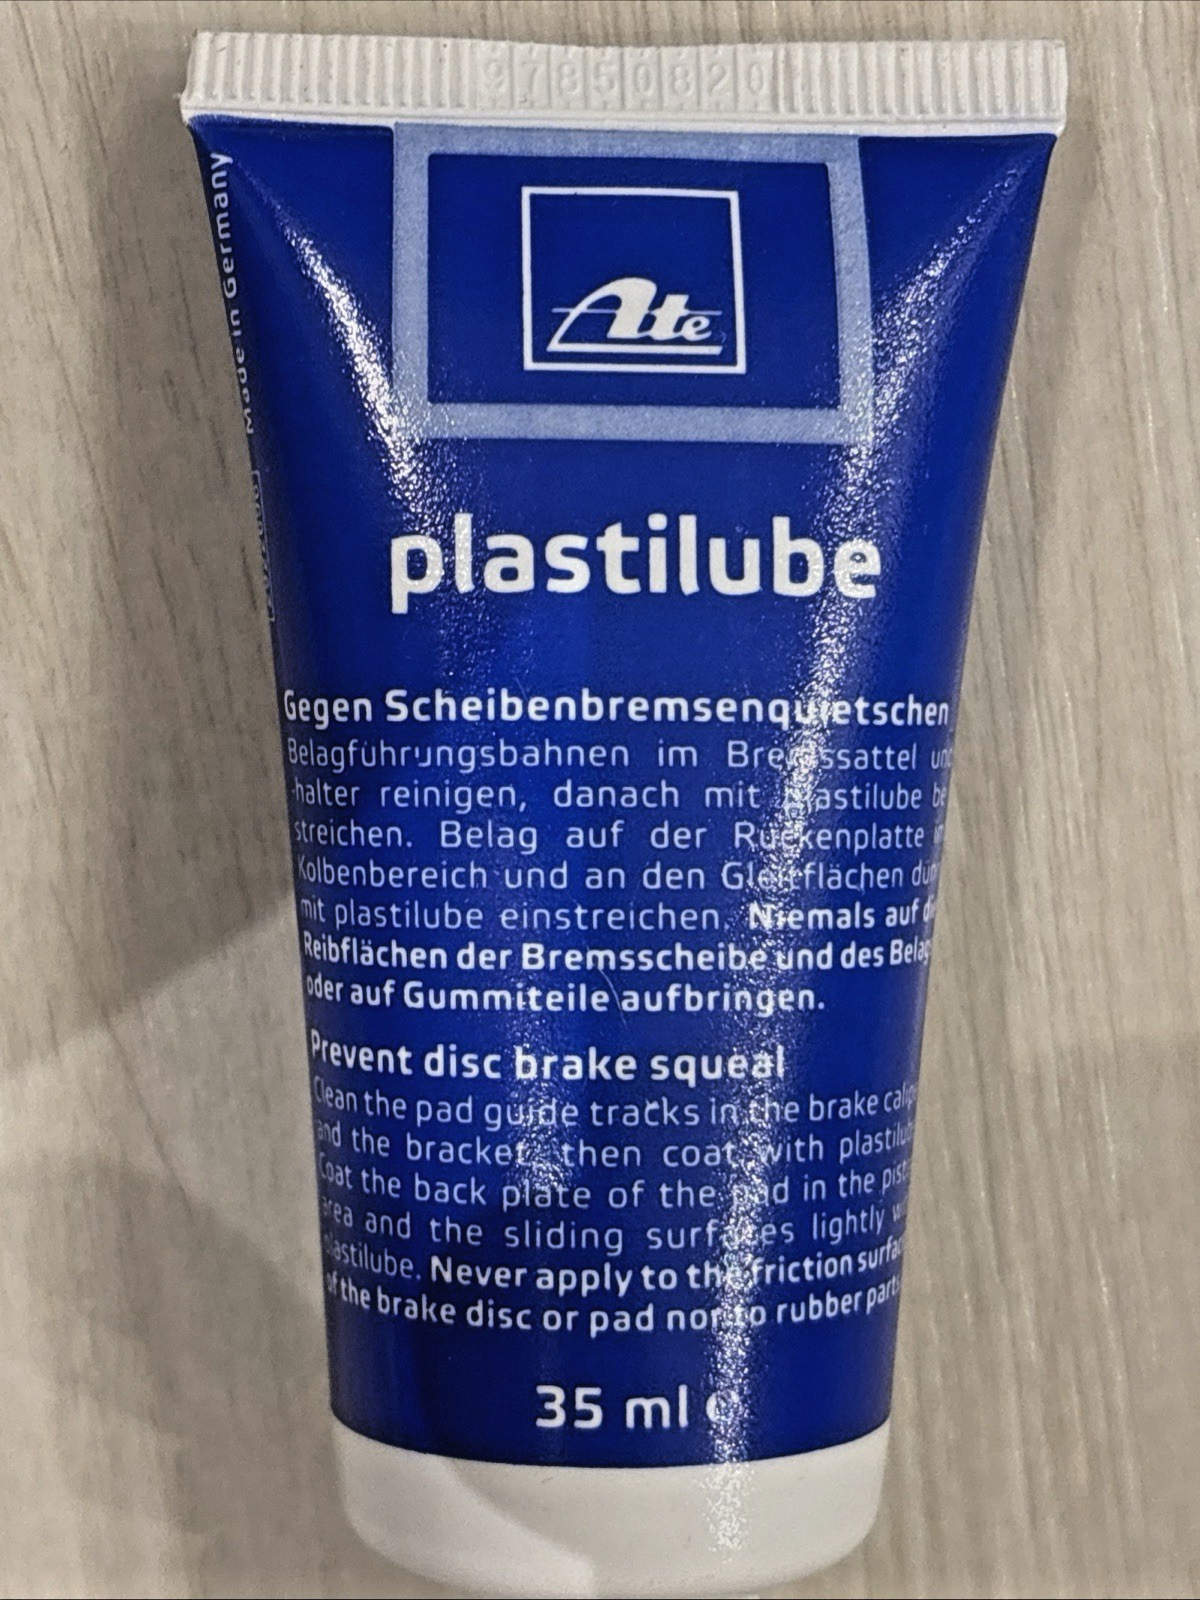 97850820
Made in Germany
Ate
plastilube
Gegen Scheibenbremsenquietschen
Belagführungsbahnen im Bremssattel und
-halter reinigen, danach mit plastilube be
streichen. Belag auf der Rückenplatte im
Kolbenbereich und an den Gleitflächen dünn
mit plastilube einstreichen. Niemals auf die
Reibflächen der Bremsscheibe und des Belags
oder auf Gummiteile aufbringen.
Prevent disc brake squeal
Clean the pad guide tracks in the brake caliper
and the bracket, then coat with plastilube.
Coat the back plate of the pad in the piston
area and the sliding surfaces lightly with
plastilube. Never apply to the friction surface
of the brake disc or pad nor to rubber parts.
35 ml e